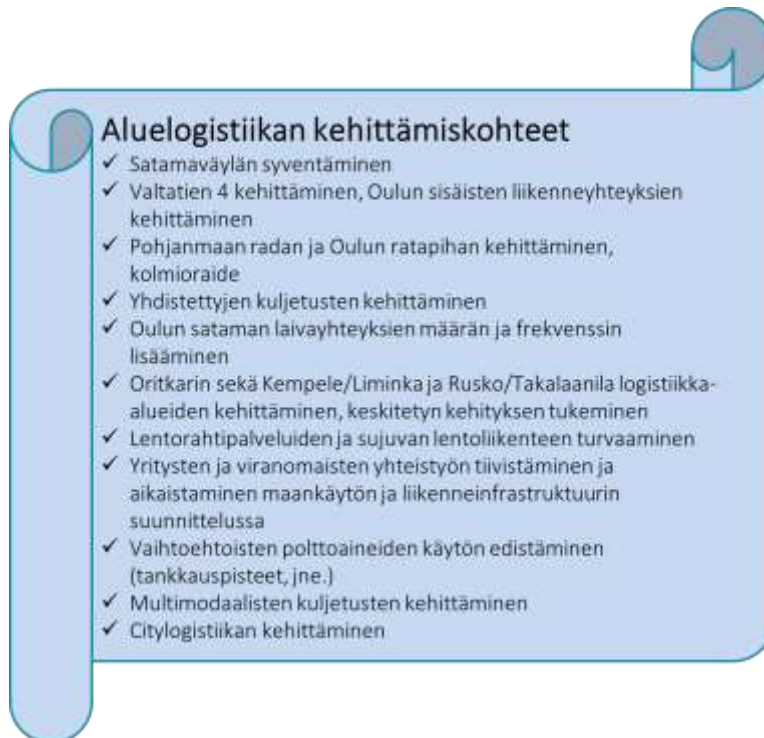 Aluelogistiikan kehittämiskohteet
✓ Satamaväylän syventäminen
✓ Valtatien 4 kehittäminen, Oulun sisäisten liikenneyhteyksien
kehittäminen
✓ Pohjanmaan radan ja Oulun ratapihan kehittäminen,
kolmioraide
✓ Yhdistettyjen kuljetusten kehittäminen
✓ Oulun sataman laivayhteyksien määrän ja frekvenssin
lisääminen
✓ Oritkarin sekä Kempele/Liminka ja Rusko/Takalaanila logistiikka-
alueiden kehittäminen, keskitetyn kehityksen tukeminen
✓ Lentorahtipalveluiden ja sujuvan lentoliikenteen turvaaminen
✓ Yritysten ja viranomaisten yhteistyön tiivistäminen ja
aikaistaminen maankäytön ja liikenneinfrastruktuurin
suunnittelussa
✓ Vaihtoehtoisten polttoaineiden käytön edistäminen
(tankkauspisteet, jne.)
✓ Multimodaalisten kuljetusten kehittäminen
✓ Citylogistiikan kehittäminen